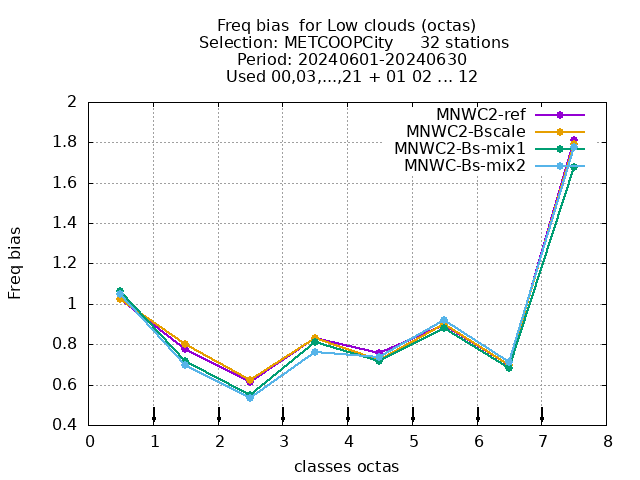 Freq bias  for Low clouds (octas)
Selection: METCOOPCity     32 stations
Period: 20240601-20240630
Used 00,03,...,21 + 01 02 ... 12
MNWC2-ref
MNWC2-Bscale
MNWC2-Bs-mix1
MNWC-Bs-mix2
Freq bias
2
1.8
1.6
1.4
1.2
1
0.8
0.6
0.4
0 1 2 3 4 5 6 7 8
classes octas